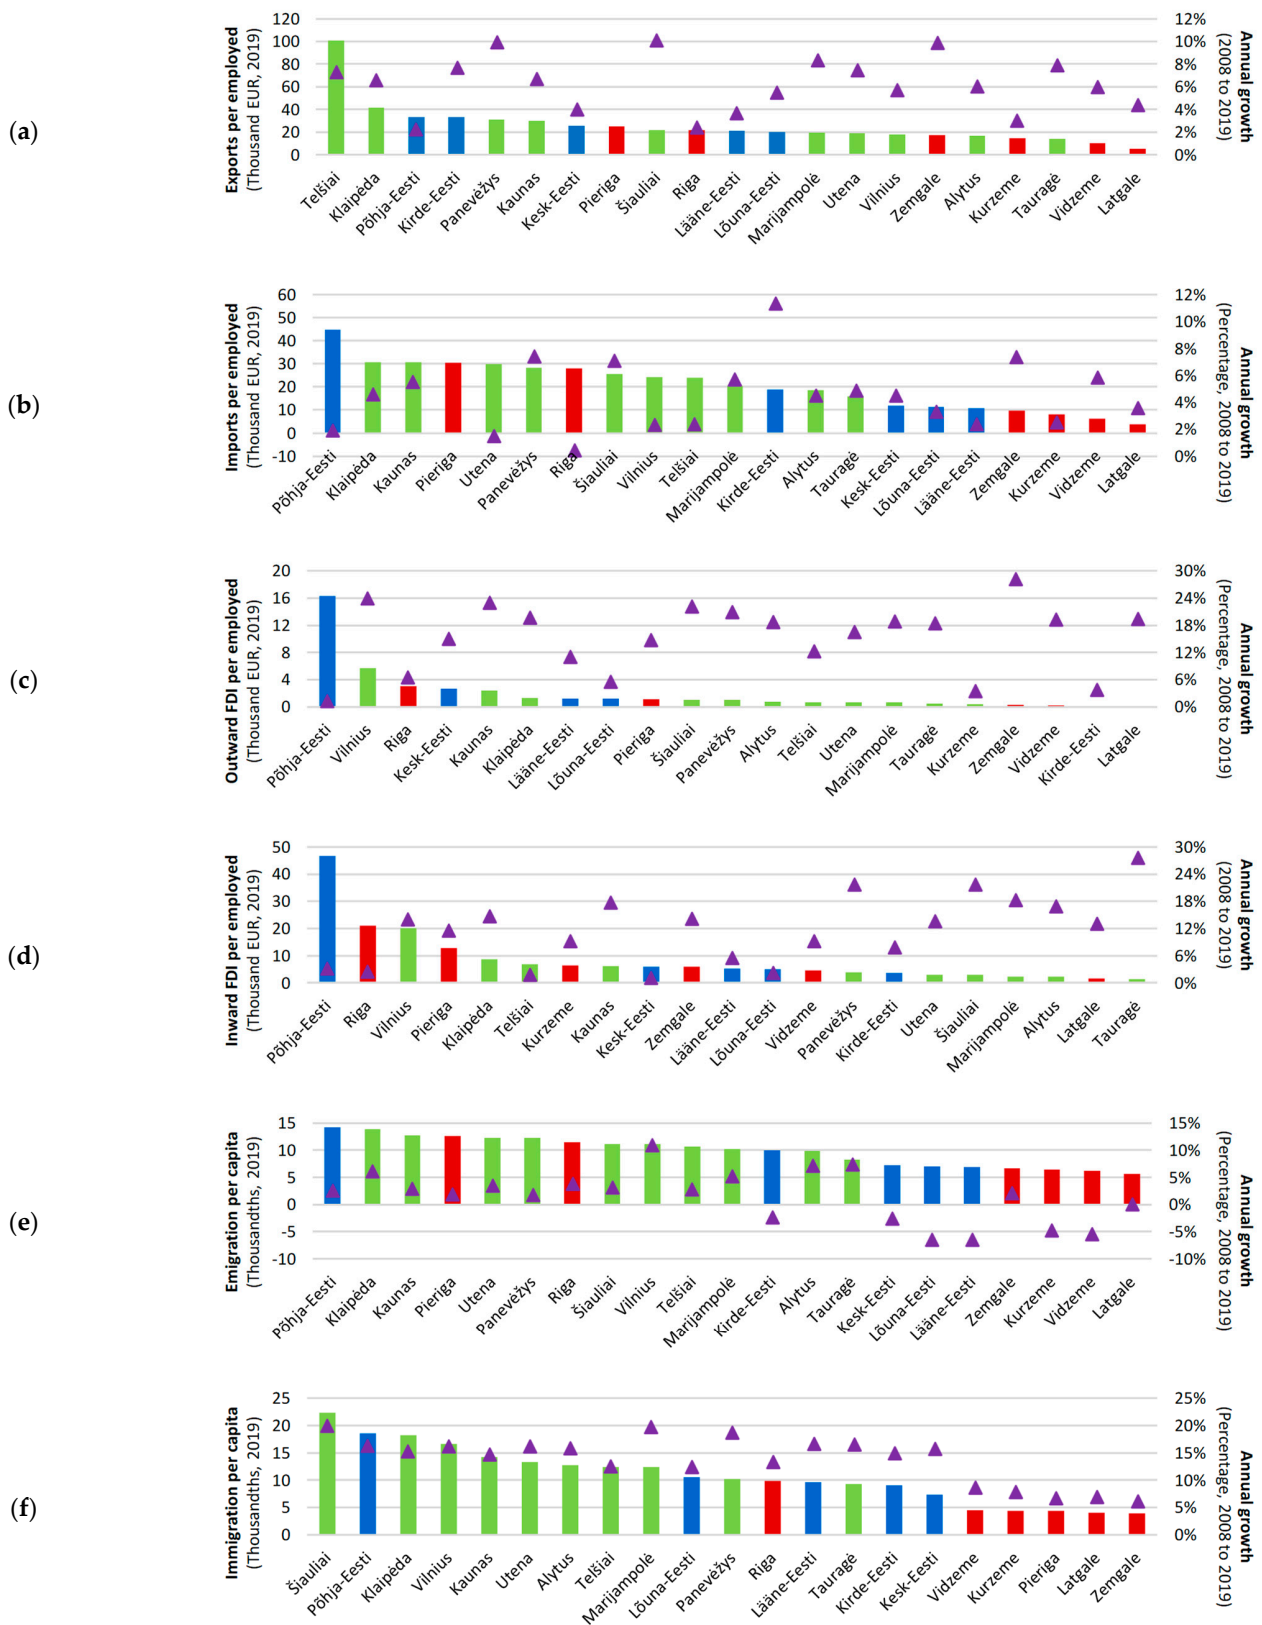 (a)
Exports per employed
(Thousand EUR, 2019)
120
100
80
60
40
20
0
12%
10%
8%
6%
4%
2%
0%
Annual growth
(2008 to 2019)
Telšiai
Klaipėda
Põhja-Eesti
Kirde-Eesti
Panevėžys
Kaunas
Kesk-Eesti
Pieriga
Šiauliai
Riga
Lääne-Eesti
Lõuna-Eesti
Marijampolė
Utena
Vilnius
Zemgale
Alytus
Kurzeme
Tauragė
Vidzeme
Latgale
(b)
Imports per employed
(Thousand EUR, 2019)
60
50
40
30
20
10
0
-10
12%
10%
8%
6%
4%
2%
0%
Annual growth
(Percentage, 2008 to 2019)
Põhja-Eesti
Klaipėda
Kaunas
Pieriga
Utena
Panevėžys
Riga
Šiauliai
Vilnius
Telšiai
Marijampolė
Kirde-Eesti
Alytus
Tauragė
Kesk-Eesti
Lõuna-Eesti
Lääne-Eesti
Zemgale
Kurzeme
Vidzeme
Latgale
(c)
Outward FDI per employed
(Thousand EUR, 2019)
20
16
12
8
4
0
30%
24%
18%
12%
6%
0%
Annual growth
(Percentage, 2008 to 2019)
Põhja-Eesti
Vilnius
Riga
Kesk-Eesti
Kaunas
Klaipėda
Lääne-Eesti
Lõuna-Eesti
Pieriga
Šiauliai
Panevėžys
Alytus
Telšiai
Utena
Marijampolė
Tauragė
Kurzeme
Zemgale
Vidzeme
Kirde-Eesti
Latgale
(d)
Inward FDI per employed
(Thousand EUR, 2019)
50
40
30
20
10
0
30%
24%
18%
12%
6%
0%
Annual growth
(2008 to 2019)
Põhja-Eesti
Riga
Vilnius
Pieriga
Klaipėda
Telšiai
Kurzeme
Kaunas
Kesk-Eesti
Zemgale
Lääne-Eesti
Lõuna-Eesti
Vidzeme
Panevėžys
Kirde-Eesti
Utena
Šiauliai
Marijampolė
Alytus
Latgale
Tauragė
(e)
Emigration per capita
(Thousandths, 2019)
15
10
5
0
-5
-10
15%
10%
5%
0%
-5%
-10%
Annual growth
(Percentage, 2008 to 2019)
Põhja-Eesti
Klaipėda
Kaunas
Pieriga
Utena
Panevėžys
Riga
Šiauliai
Vilnius
Telšiai
Marijampolė
Kirde-Eesti
Alytus
Tauragė
Kesk-Eesti
Lõuna-Eesti
Lääne-Eesti
Zemgale
Kurzeme
Vidzeme
Latgale
(f)
Immigration per capita
(Thousandths, 2019)
25
20
15
10
5
0
25%
20%
15%
10%
5%
0%
Annual growth
(Percentage, 2008 to 2019)
Šiauliai
Põhja-Eesti
Klaipėda
Vilnius
Kaunas
Utena
Alytus
Telšiai
Marijampolė
Lõuna-Eesti
Panevėžys
Riga
Lääne-Eesti
Tauragė
Kirde-Eesti
Kesk-Eesti
Vidzeme
Kurzeme
Pieriga
Latgale
Zemgale